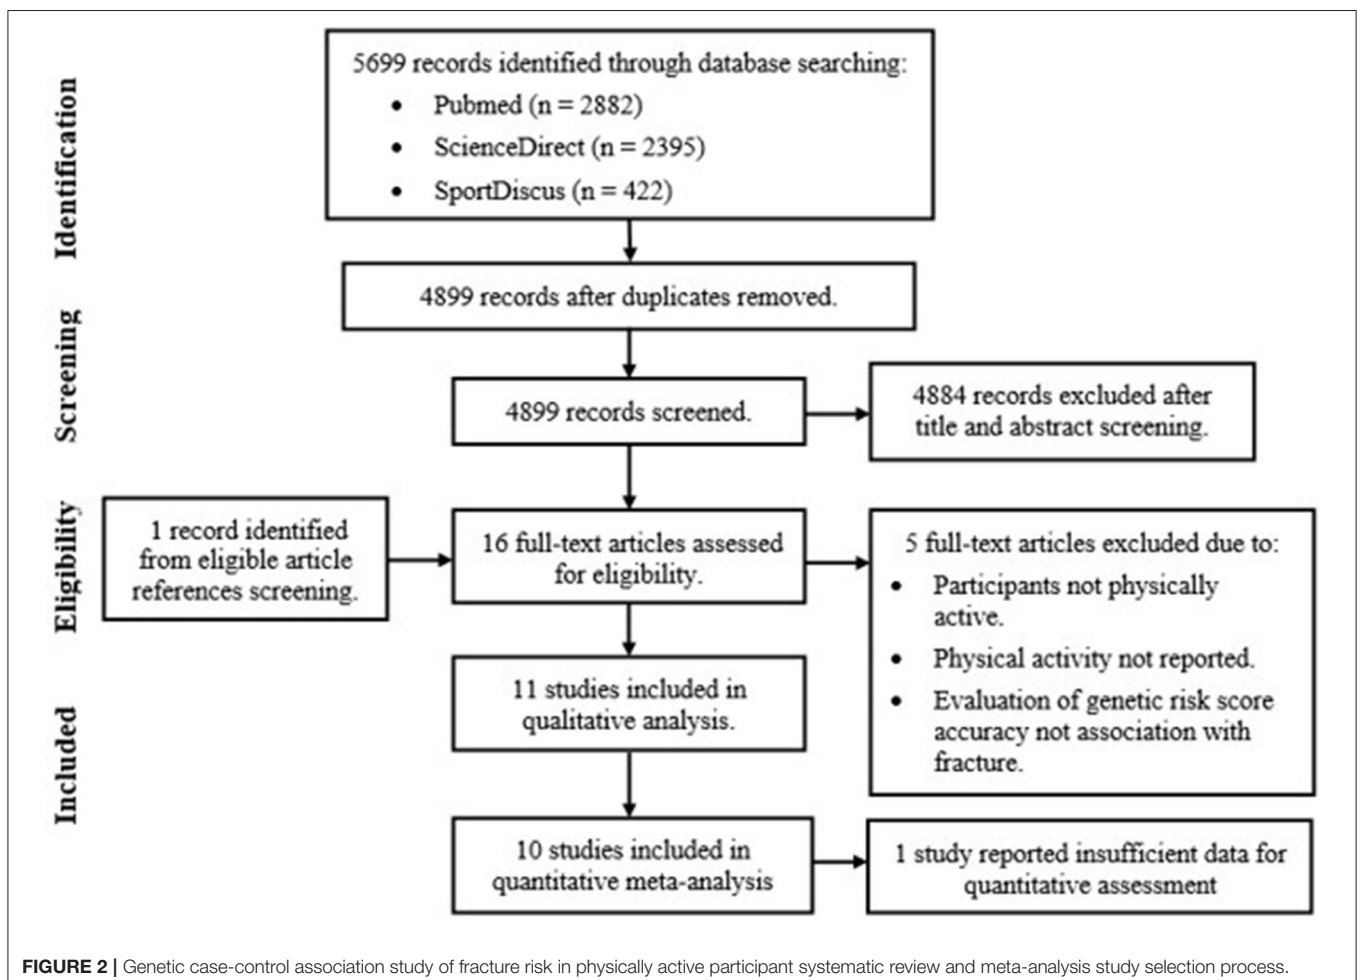 Identification
5699 records identified through database searching:
• Pubmed (n = 2882)
• ScienceDirect (n = 2395)
• SportDiscus (n = 422)
4899 records after duplicates removed.
Screening
4899 records screened.
4884 records excluded after
title and abstract screening.
Eligibility
1 record identified
from eligible article
references screening.
16 full-text articles assessed
for eligibility.
5 full-text articles excluded due to:
• Participants not physically
active.
• Physical activity not reported.
• Evaluation of genetic risk score
accuracy not association with
fracture.
Included
11 studies included in
qualitative analysis.
10 studies included in
quantitative meta-analysis
1 study reported insufficient data for
quantitative assessment
FIGURE 2 | Genetic case-control association study of fracture risk in physically active participant systematic review and meta-analysis study selection process.